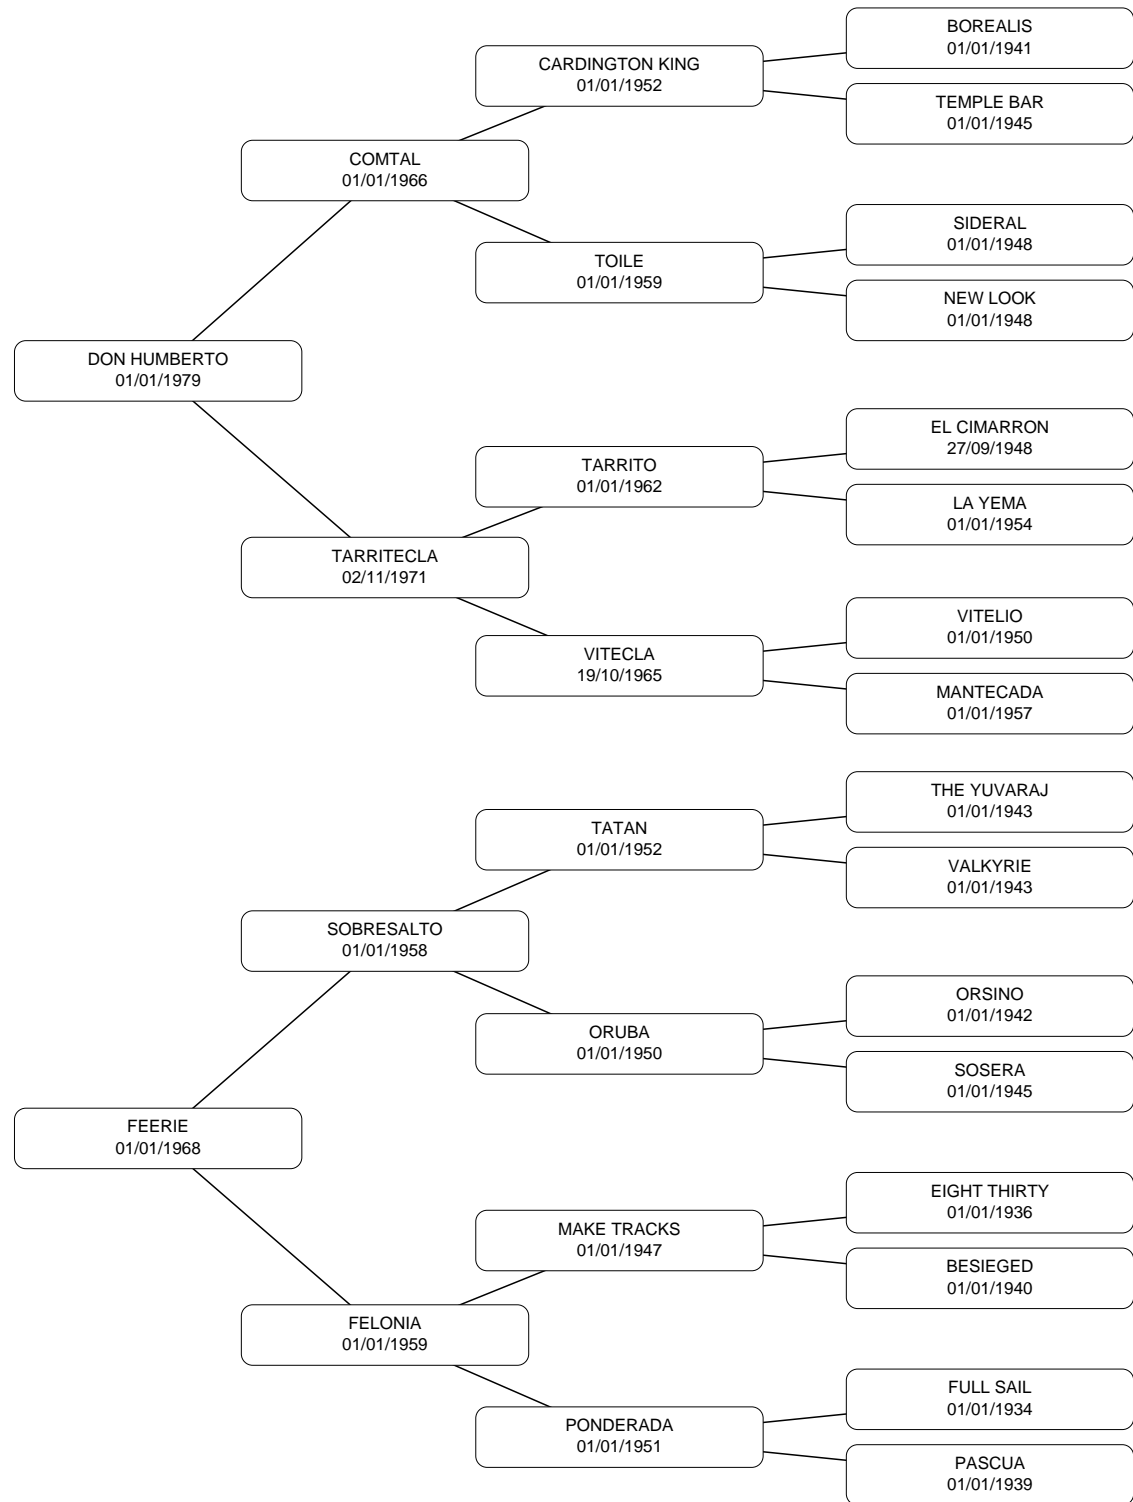 BOREALIS
01/01/1941
CARDINGTON KING
01/01/1952
TEMPLE BAR
01/01/1945
COMTAL
01/01/1966
SIDERAL
01/01/1948
TOILE
01/01/1959
NEW LOOK
01/01/1948
DON HUMBERTO
01/01/1979
EL CIMARRON
27/09/1948
TARRITO
01/01/1962
LA YEMA
01/01/1954
TARRITECLA
02/11/1971
VITELIO
01/01/1950
VITECLA
19/10/1965
MANTECADA
01/01/1957
THE YUVARAJ
01/01/1943
TATAN
01/01/1952
VALKYRIE
01/01/1943
SOBRESALTO
01/01/1958
ORSINO
01/01/1942
ORUBA
01/01/1950
SOSERA
01/01/1945
FEERIE
01/01/1968
EIGHT THIRTY
01/01/1936
MAKE TRACKS
01/01/1947
BESIEGED
01/01/1940
FELONIA
01/01/1959
FULL SAIL
01/01/1934
PONDERADA
01/01/1951
PASCUA
01/01/1939